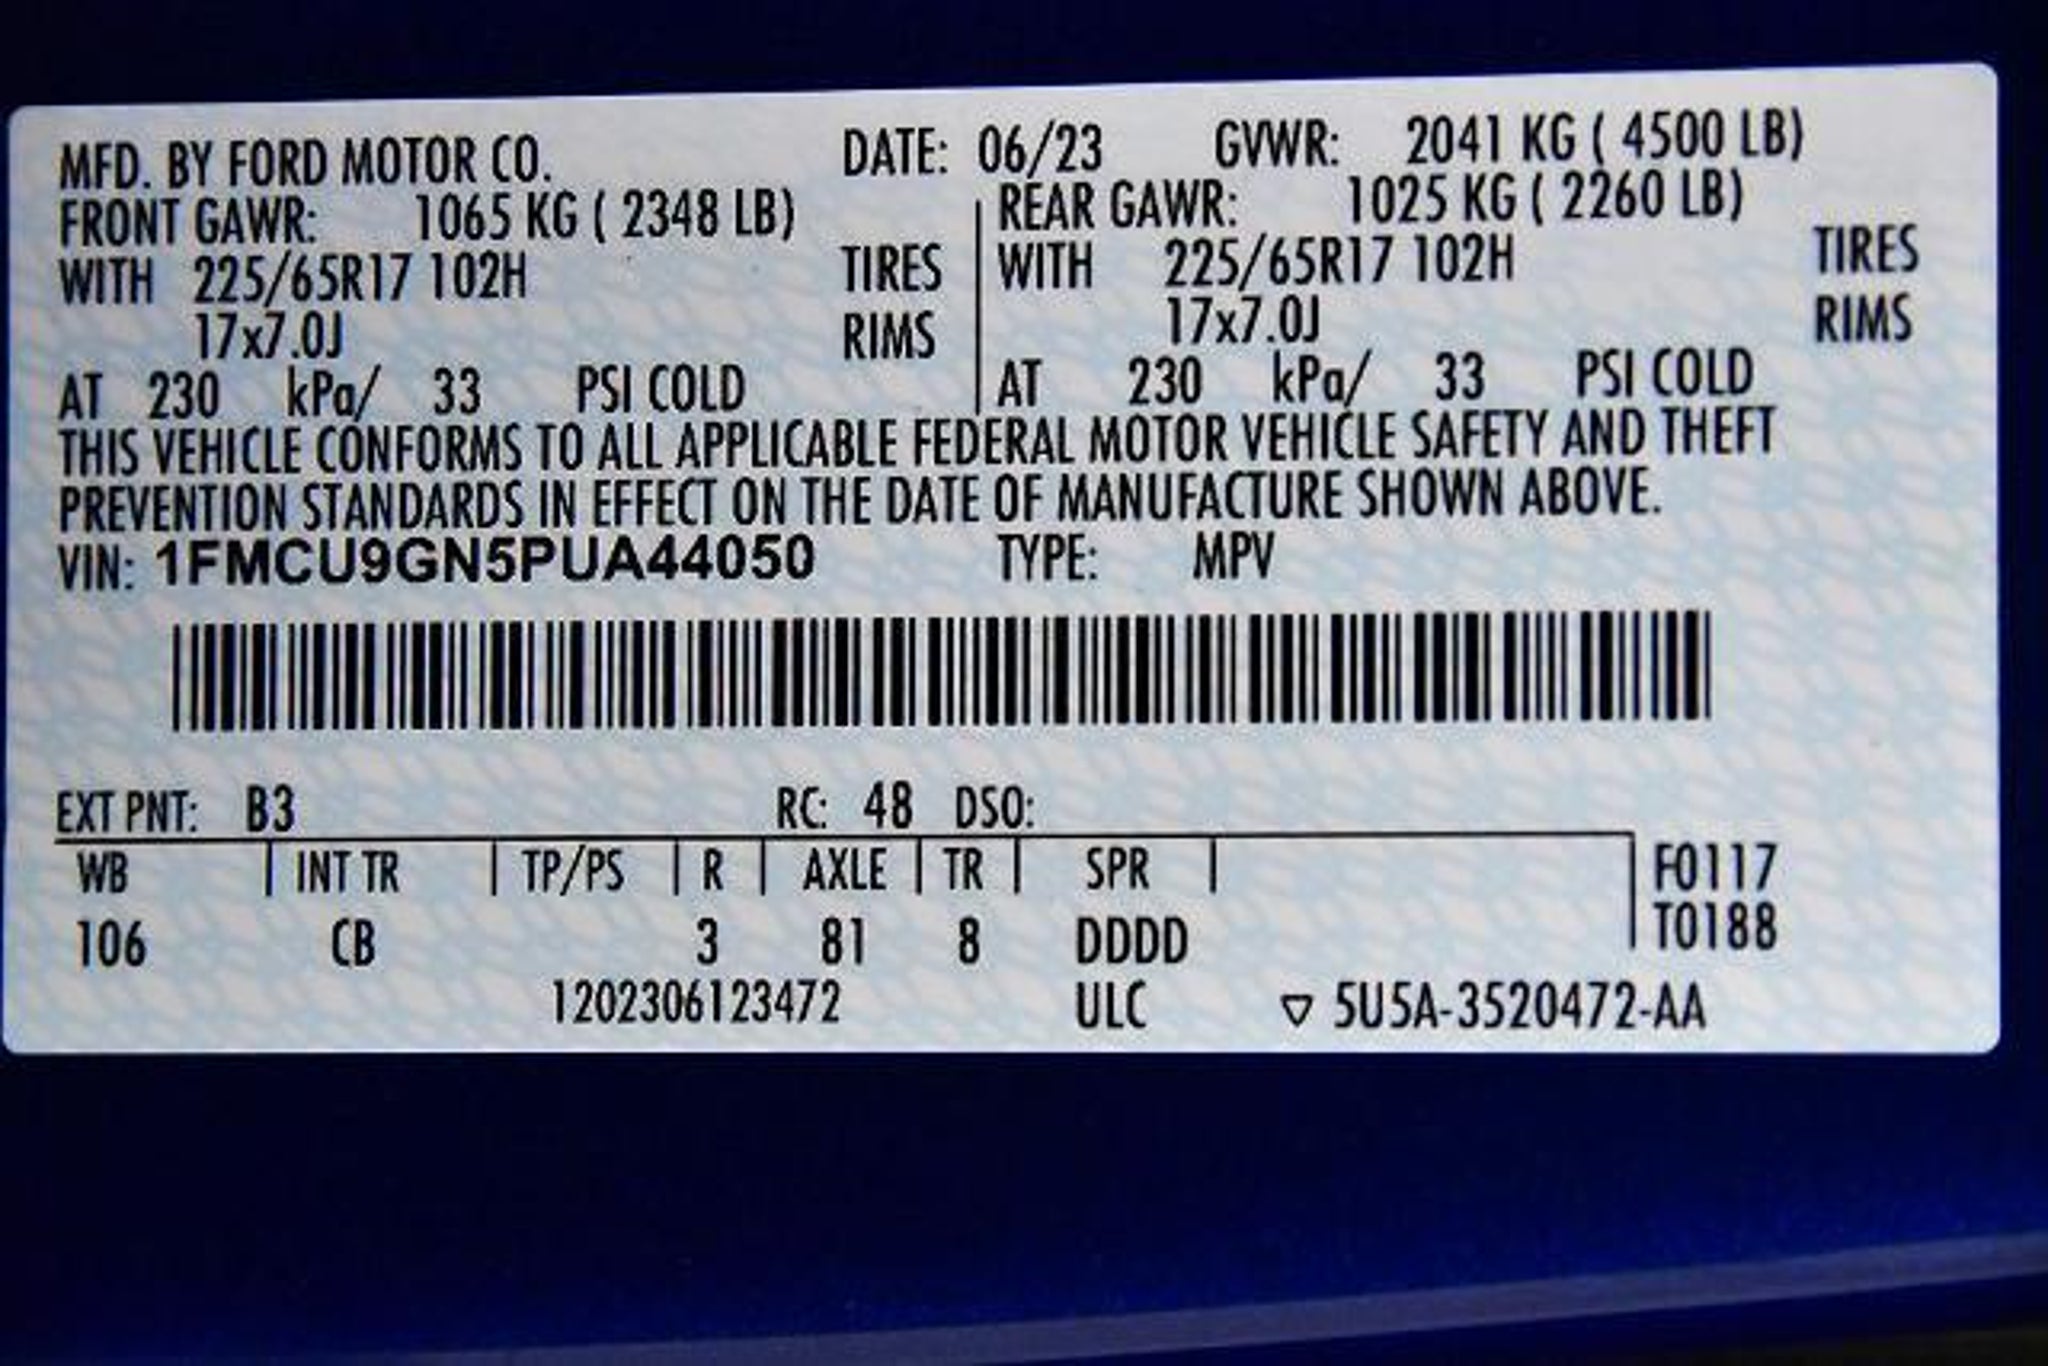 MFD. BY FORD MOTOR CO. DATE: 06/23 GVWR: 2041 KG ( 4500 LB)
FRONT GAWR: 1065 KG ( 2348 LB) REAR GAWR: 1025 KG ( 2260 LB)
WITH 225/65R17 102H TIRES WITH 225/65R17 102H TIRES
17x7.0J RIMS 17x7.0J RIMS
AT 230 kPa/ 33 PSI COLD AT 230 kPa/ 33 PSI COLD
THIS VEHICLE CONFORMS TO ALL APPLICABLE FEDERAL MOTOR VEHICLE SAFETY AND THEFT
PREVENTION STANDARDS IN EFFECT ON THE DATE OF MANUFACTURE SHOWN ABOVE.
VIN: 1FMCU9GN5PUA44050 TYPE: MPV
EXT PNT: B3 RC: 48 DSO:
WB INT TR TP/PS R AXLE TR SPR F0117
106 CB 3 81 8 DDDD T0188
1202306123472 ULC ▽ 5U5A-3520472-AA